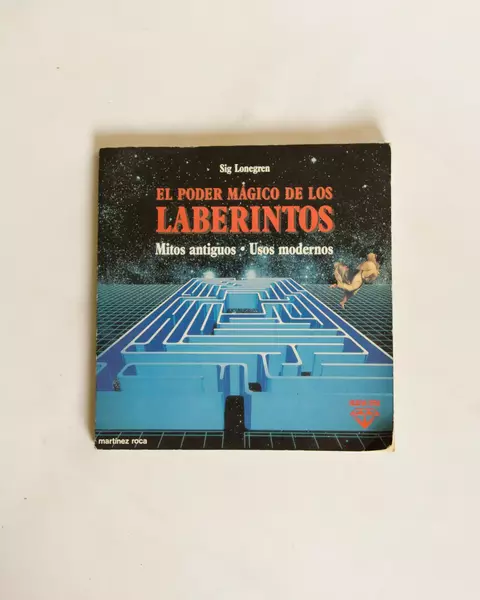 Sig Lonegren
EL PODER MÁGICO DE LOS
LABERINTOS
Mitos antiguos • Usos modernos
martínez roca